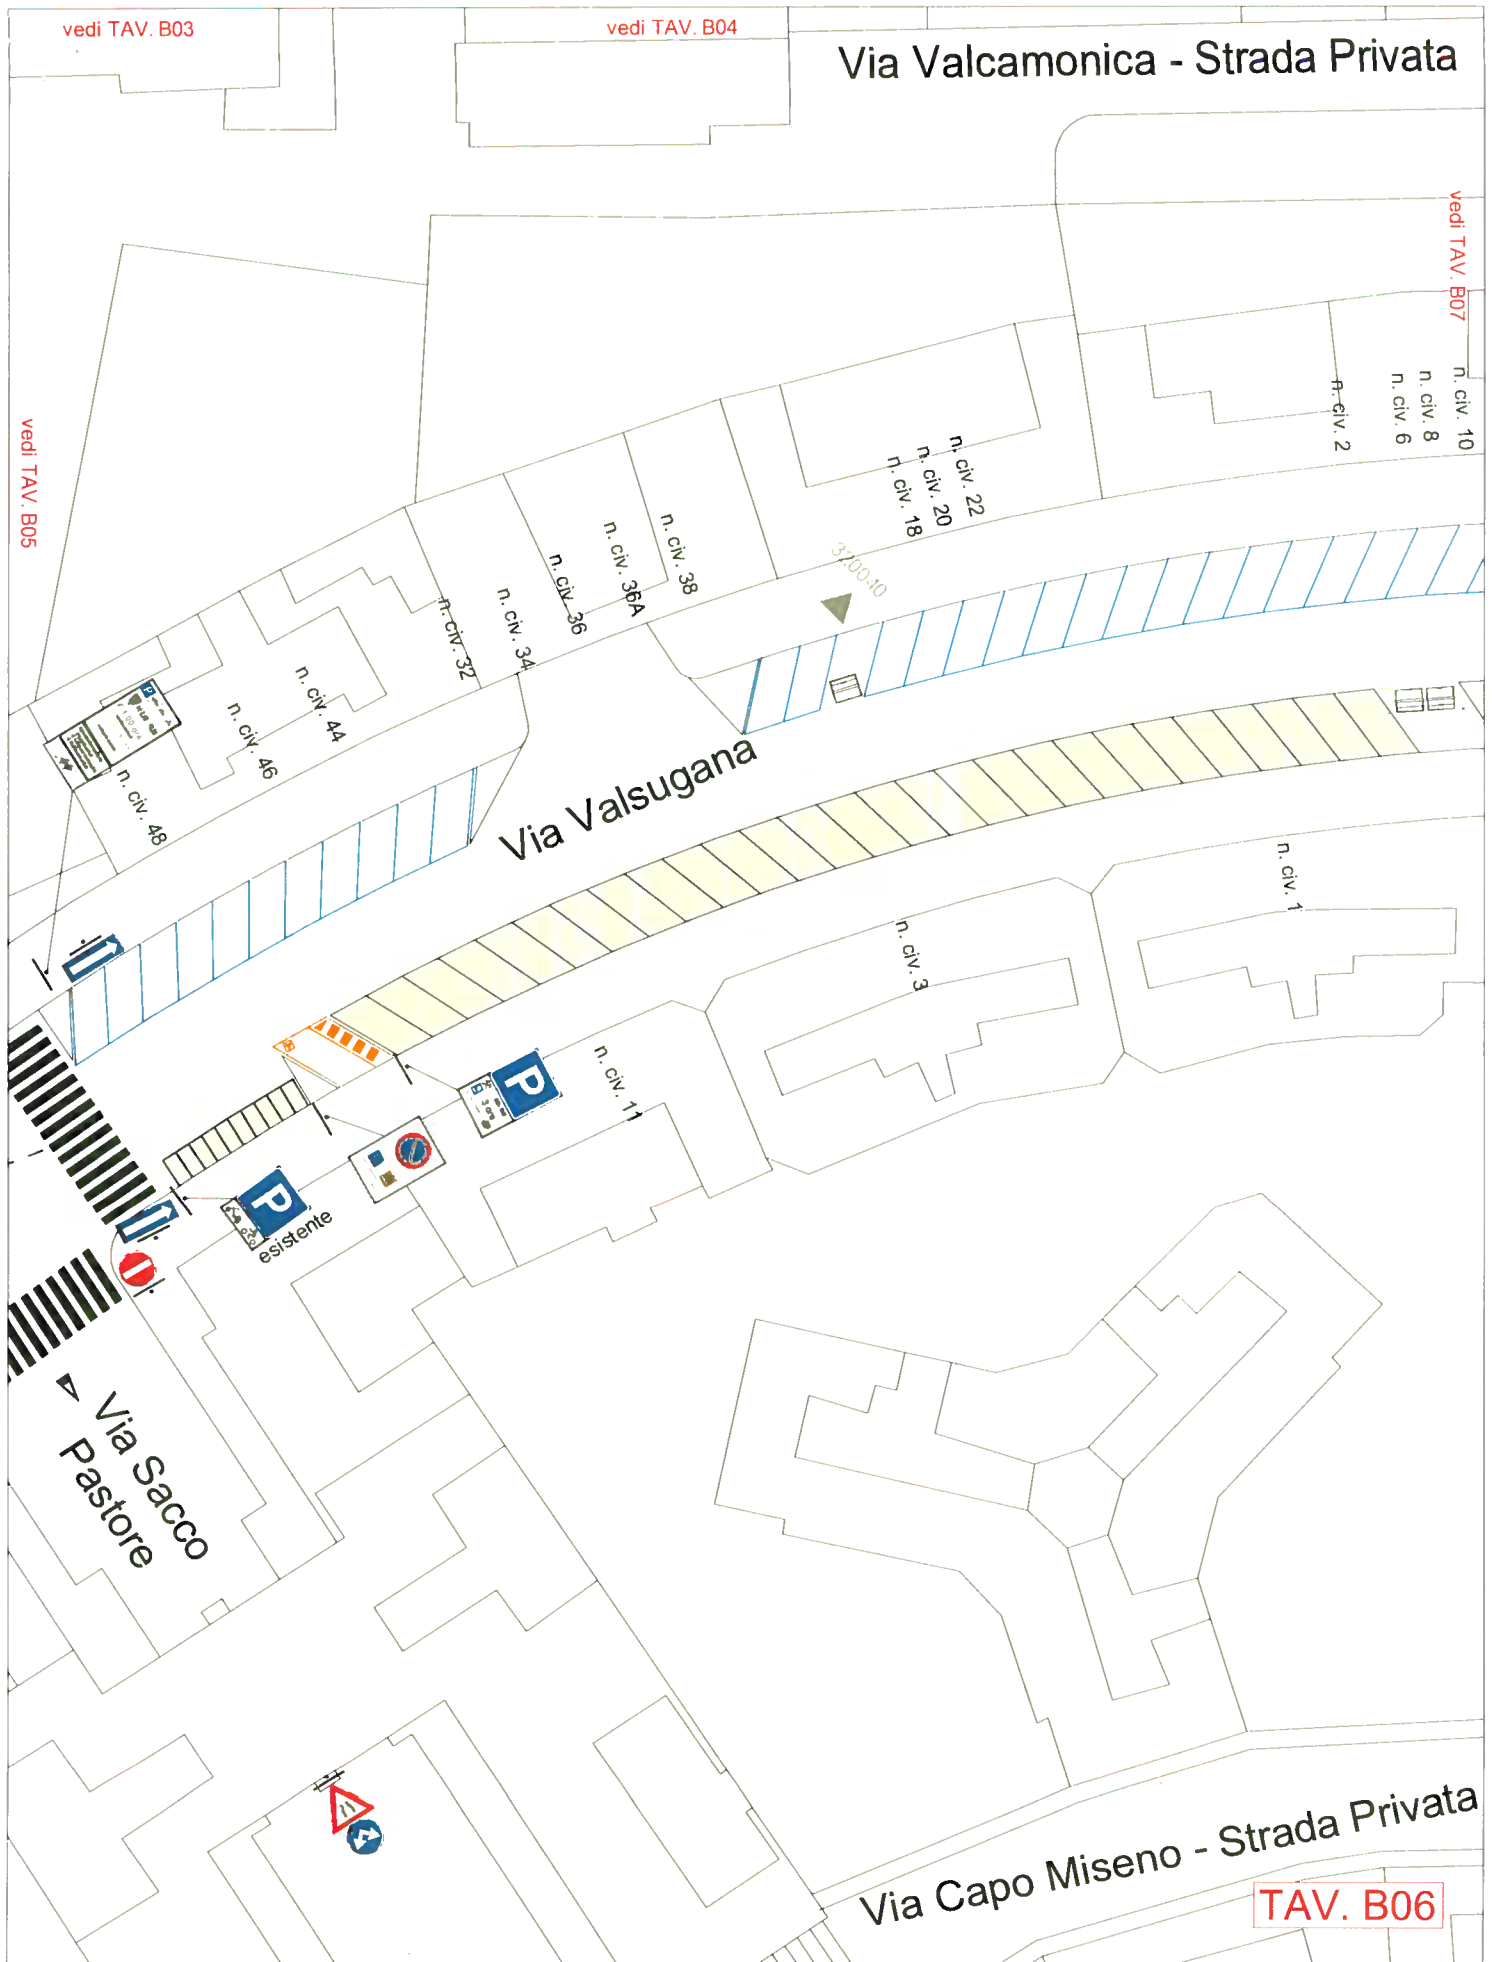 vedi TAV. B03
vedi TAV. B04
Via Valcamonica - Strada Privata
vedi TAV. B07
vedi TAV. B05
n. civ. 10
n. civ. 8
n. civ. 6
n. civ. 2
n. civ. 22
n. civ. 20
n. civ. 18
n. civ. 38
n. civ. 36A
n. civ. 36
n. civ. 34
n. civ. 32
320040
n. civ. 44
n. civ. 46
n. civ. 48
P
Via Valsugana
n. civ. 1
n. civ. 3
n. civ. 11
P
3 ore
P
esistente
Via Sacco
Pastore
Via Capo Miseno - Strada Privata
TAV. B06